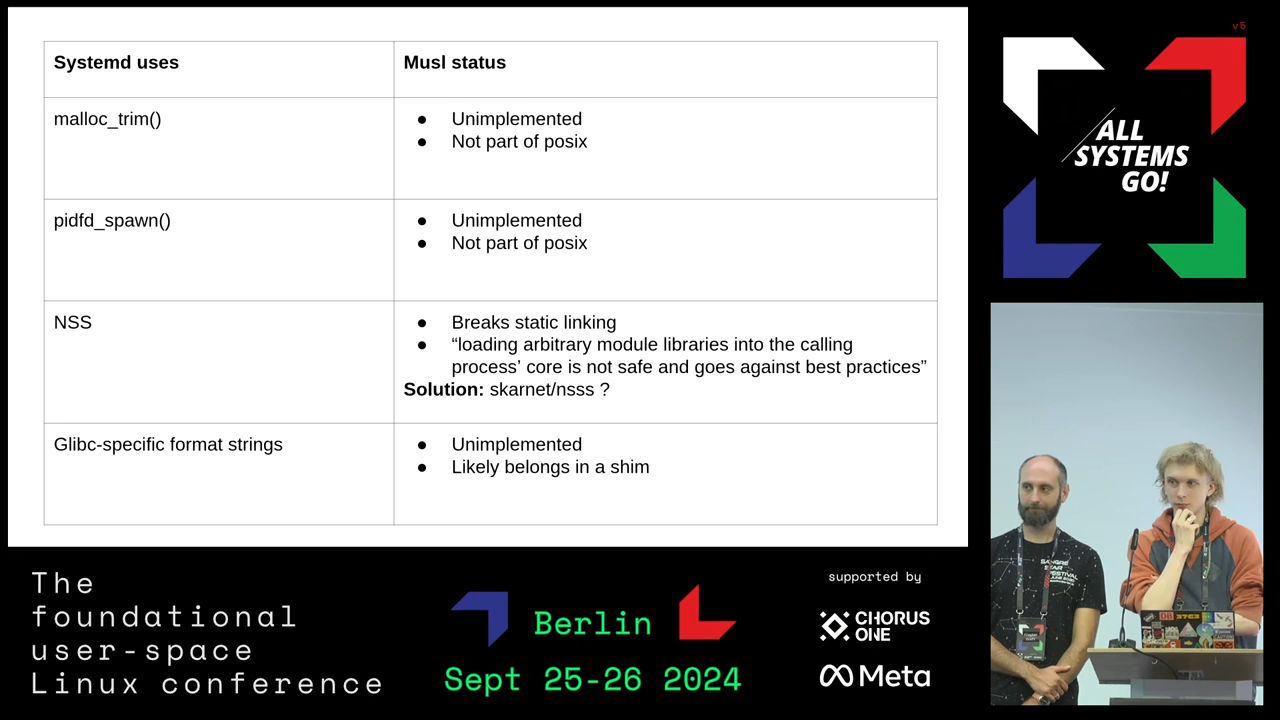 Systemd uses
Musl status
malloc_trim()
● Unimplemented
● Not part of posix
pidfd_spawn()
● Unimplemented
● Not part of posix
NSS
● Breaks static linking
● “loading arbitrary module libraries into the calling
process’ core is not safe and goes against best practices”
Solution: skarnet/nsss ?
Glibc-specific format strings
● Unimplemented
● Likely belongs in a shim
v5
ALL
SYSTEMS
GO!
The
foundational
user-space
Linux conference
Berlin
Sept 25-26 2024
supported by
CHORUS
ONE
Meta